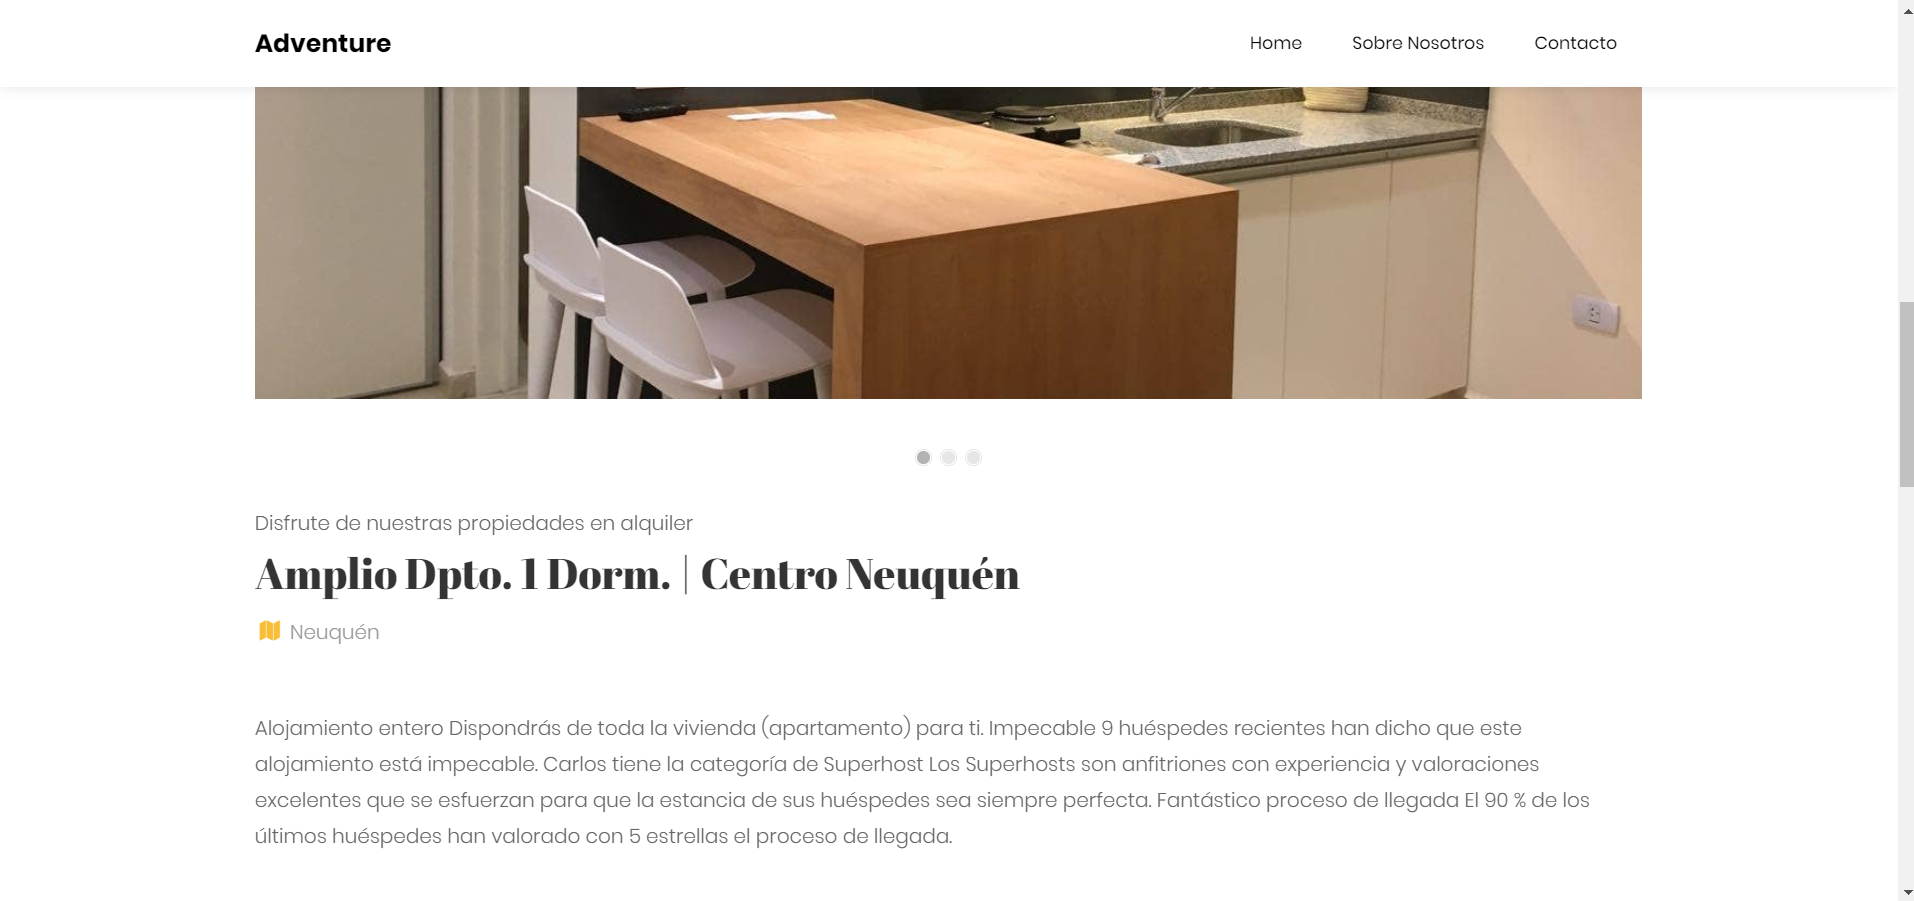 Adventure
Home Sobre Nosotros Contacto
Disfrute de nuestras propiedades en alquiler
Amplio Dpto. 1 Dorm. | Centro Neuquén
Neuquén
Alojamiento entero Dispondrás de toda la vivienda (apartamento) para ti. Impecable 9 huéspedes recientes han dicho que este
alojamiento está impecable. Carlos tiene la categoría de Superhost Los Superhosts son anfitriones con experiencia y valoraciones
excelentes que se esfuerzan para que la estancia de sus huéspedes sea siempre perfecta. Fantástico proceso de llegada El 90 % de los
últimos huéspedes han valorado con 5 estrellas el proceso de llegada.